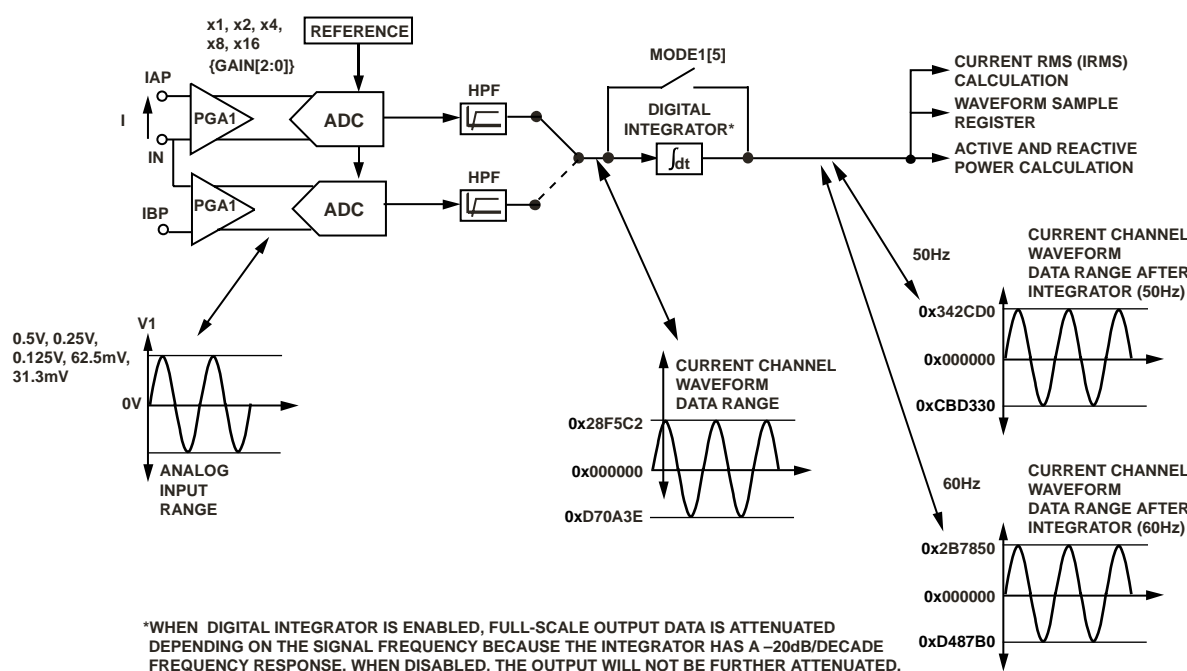 x1, x2, x4,
x8, x16
{GAIN[2:0]}
REFERENCE
MODE1[5]
IAP
I
IN
IBP
PGA1
ADC
PGA1
ADC
HPF
HPF
DIGITAL
INTEGRATOR*
∫dt
CURRENT RMS (IRMS)
CALCULATION
WAVEFORM SAMPLE
REGISTER
ACTIVE AND REACTIVE
POWER CALCULATION
50Hz
CURRENT CHANNEL
WAVEFORM
DATA RANGE AFTER
INTEGRATOR (50Hz)
0x342CD0
0x000000
0xCBD330
V1
0.5V, 0.25V,
0.125V, 62.5mV,
31.3mV
0V
ANALOG
INPUT
RANGE
CURRENT CHANNEL
WAVEFORM
DATA RANGE
0x28F5C2
0x000000
0xD70A3E
60Hz
CURRENT CHANNEL
WAVEFORM
DATA RANGE AFTER
INTEGRATOR (60Hz)
0x2B7850
0x000000
0xD487B0
*WHEN DIGITAL INTEGRATOR IS ENABLED, FULL-SCALE OUTPUT DATA IS ATTENUATED
DEPENDING ON THE SIGNAL FREQUENCY BECAUSE THE INTEGRATOR HAS A –20dB/DECADE
FREQUENCY RESPONSE. WHEN DISABLED, THE OUTPUT WILL NOT BE FURTHER ATTENUATED.